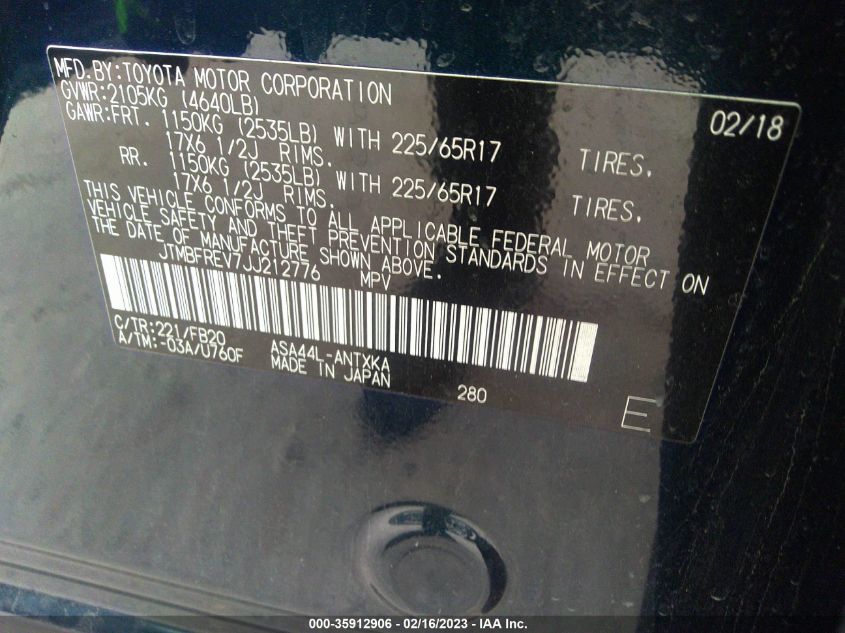 MFD.BY:TOYOTA MOTOR CORPORATION 02/18
GVWR:2105KG (4640LB)
GAWR:FRT. 1150KG (2535LB) WITH 225/65R17 TIRES.
17X6 1/2J RIMS.
RR. 1150KG (2535LB) WITH 225/65R17 TIRES.
17X6 1/2J RIMS.
THIS VEHICLE CONFORMS TO ALL APPLICABLE FEDERAL MOTOR
VEHICLE SAFETY AND THEFT PREVENTION STANDARDS IN EFFECT ON
THE DATE OF MANUFACTURE SHOWN ABOVE.
JTMBFREV7JJ212776 MPV
C/TR:221/FB20 ASA44L-ANTXKA
A/TM:-03A/U760F MADE IN JAPAN
280
E
000-35912906 - 02/16/2023 - IAA Inc.